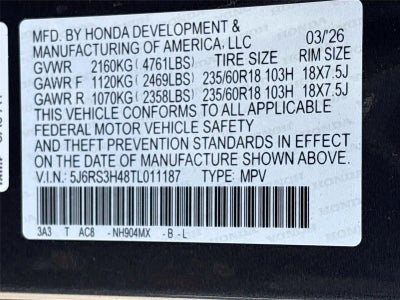 MFD. BY HONDA DEVELOPMENT &
MANUFACTURING OF AMERICA, LLC 03/26
GVWR 2160KG(4761LBS) TIRE SIZE RIM SIZE
GAWR F 1120KG(2469LBS) 235/60R18 103H 18X7.5J
GAWR R 1070KG(2358LBS) 235/60R18 103H 18X7.5J
THIS VEHICLE CONFORMS TO ALL APPLICABLE
FEDERAL MOTOR VEHICLE SAFETY
AND THEFT PREVENTION STANDARDS IN EFFECT
ON THE DATE OF MANUFACTURE SHOWN ABOVE.
V.I.N.: 5J6RS3H48TL011187 TYPE: MPV
3A3 T AC8 -NH904MX -B -L